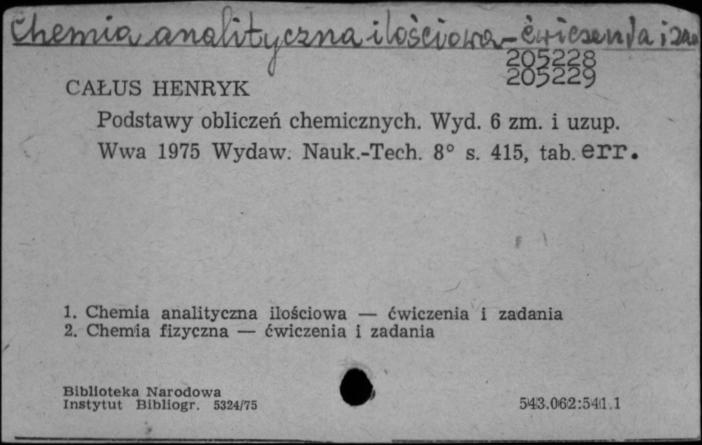 Chemia analityczna ilościowa – ćwiczenia i zad.
205228
205229
CAŁUS HENRYK
Podstawy obliczeń chemicznych. Wyd. 6 zm. i uzup.
Wwa 1975 Wydaw. Nauk.-Tech. 8° s. 415, tab. err.
1. Chemia analityczna ilościowa — ćwiczenia i zadania
2. Chemia fizyczna — ćwiczenia i zadania
Biblioteka Narodowa
Instytut Bibliogr. 5324/75
543.062:541.1